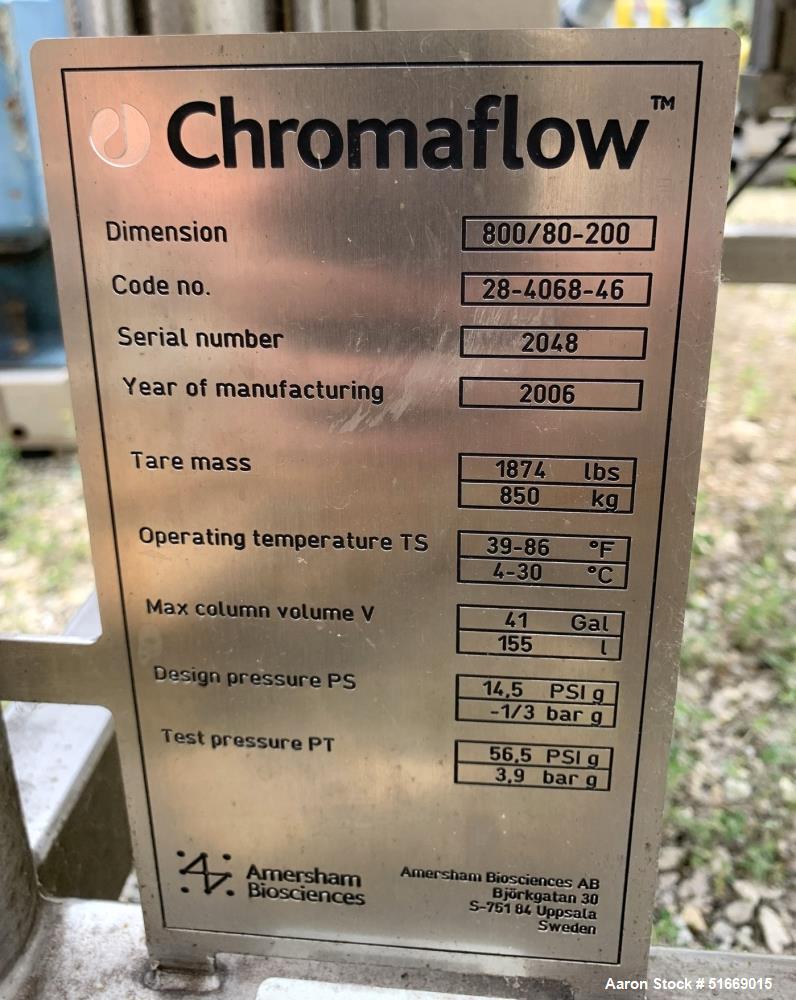 Chromaflow™
Dimension 800/80-200
Code no. 28-4068-46
Serial number 2048
Year of manufacturing 2006
Tare mass 1874 lbs
850 kg
Operating temperature TS 39-86 °F
4-30 °C
Max column volume V 41 Gal
155 l
Design pressure PS 14,5 PSI g
-1/3 bar g
Test pressure PT 56,5 PSI g
3,9 bar g
Amersham
Biosciences
Amersham Biosciences AB
Björkgatan 30
S-751 84 Uppsala
Sweden
Aaron Stock # 51669015